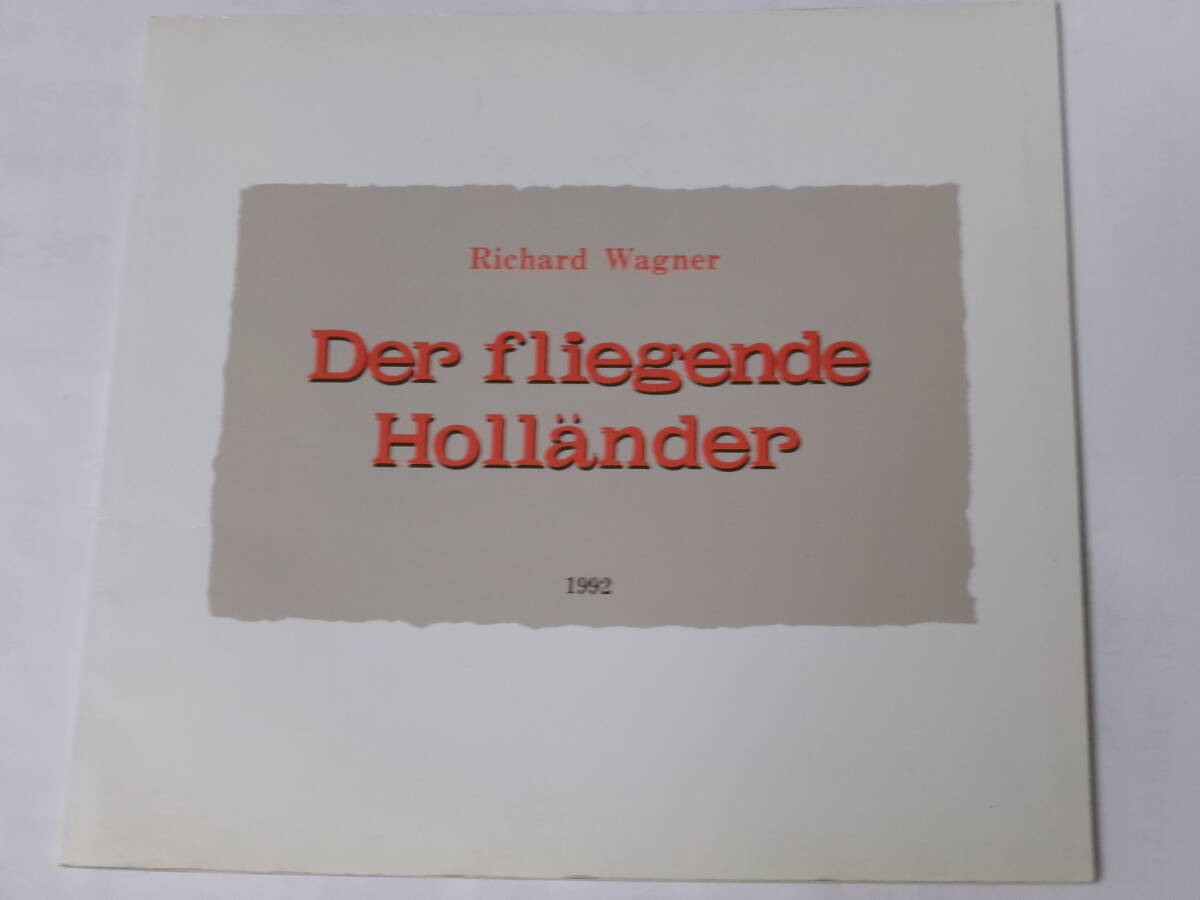 Richard Wagner
Der fliegende
Holländer
1992